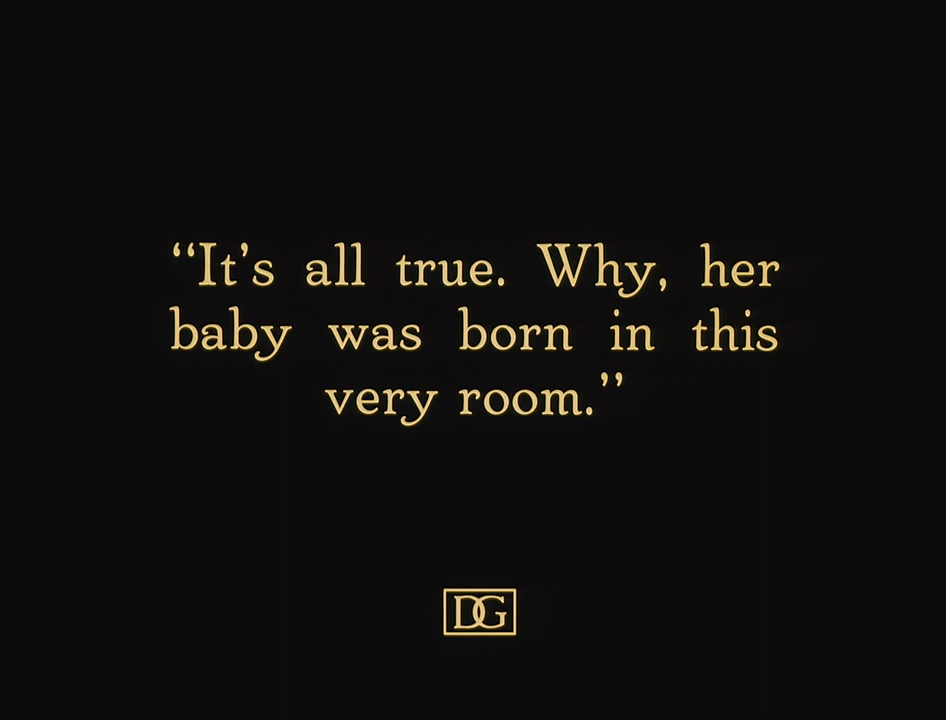 “It’s all true. Why, her
baby was born in this
very room.”
DG